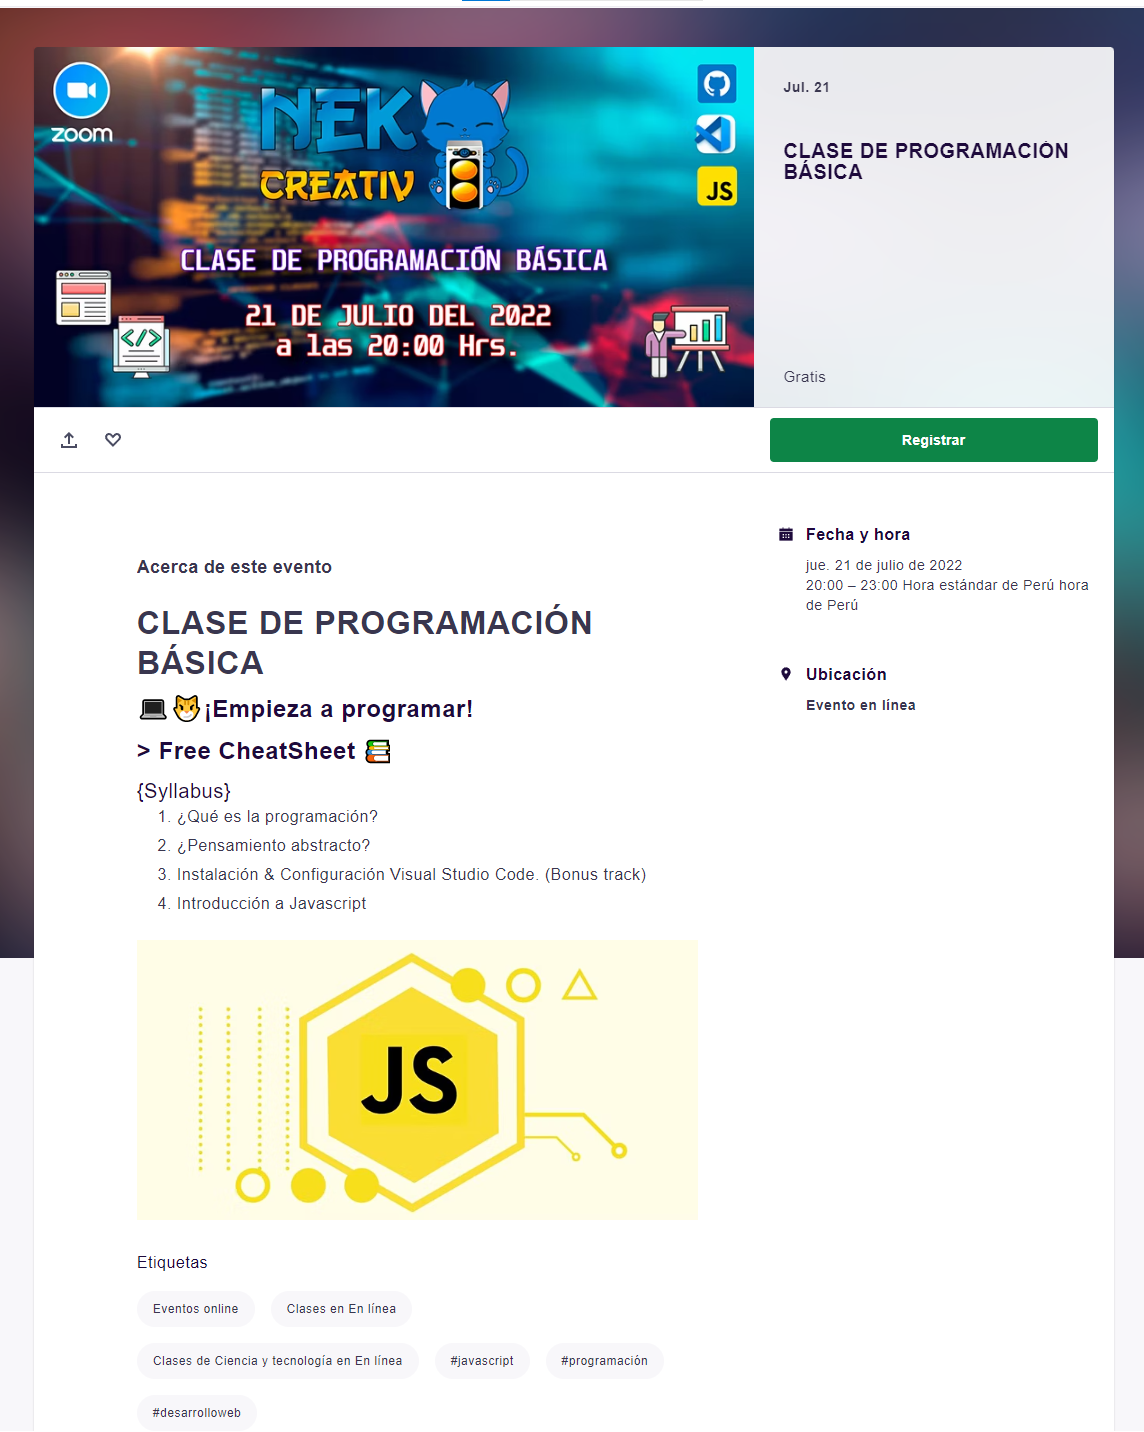 zoom
NEK
CREATIV
CLASE DE PROGRAMACIÓN BÁSICA
21 DE JULIO DEL 2022
a las 20:00 Hrs.
</>
JS
Jul. 21
CLASE DE PROGRAMACIÓN
BÁSICA
Gratis
Registrar
Acerca de este evento
CLASE DE PROGRAMACIÓN
BÁSICA
¡Empieza a programar!
> Free CheatSheet
{Syllabus}
1. ¿Qué es la programación?
2. ¿Pensamiento abstracto?
3. Instalación & Configuración Visual Studio Code. (Bonus track)
4. Introducción a Javascript
JS
Etiquetas
Eventos online
Clases en En línea
Clases de Ciencia y tecnología en En línea
#javascript
#programación
#desarrolloweb
Fecha y hora
jue. 21 de julio de 2022
20:00 – 23:00 Hora estándar de Perú hora
de Perú
Ubicación
Evento en línea